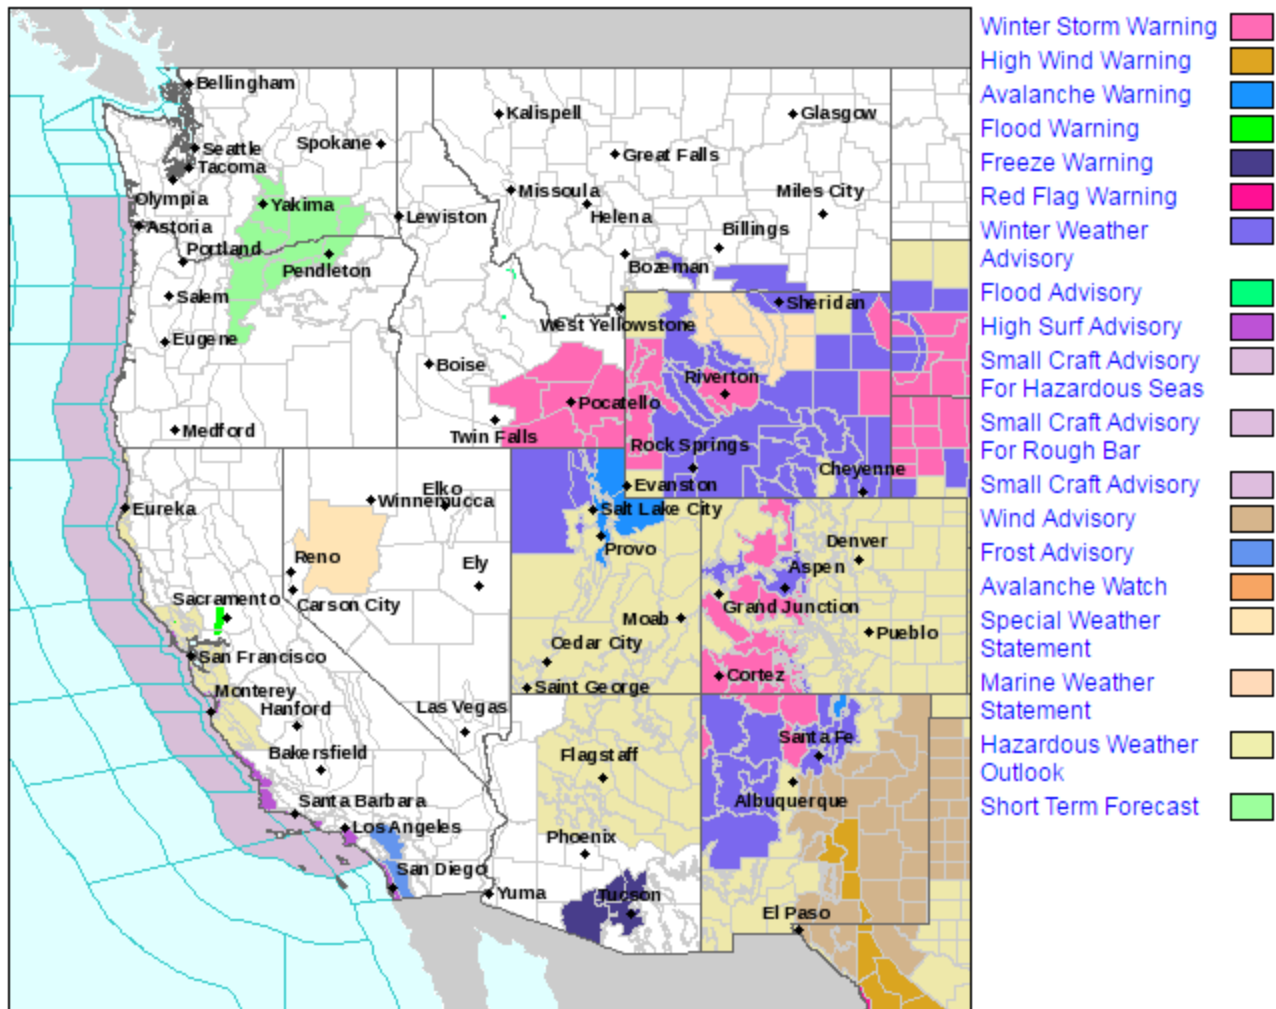 Bellingham
Kalispell
Glasgow
Seattle
Spokane
Great Falls
Tacoma
Missoula
Miles City
Olympia
Yakima
Lewiston
Helena
Astoria
Billings
Portland
Pendleton
Bozeman
Salem
Sheridan
West Yellowstone
Eugene
Boise
Riverton
Pocatello
Medford
Twin Falls
Rock Springs
Cheyenne
Evanston
Elko
Winnemucca
Eureka
Salt Lake City
Denver
Provo
Reno
Ely
Aspen
Sacramento
Carson City
Grand Junction
Moab
Pueblo
Cedar City
San Francisco
Cortez
Saint George
Monterey
Hanford
Las Vegas
Santa Fe
Bakersfield
Flagstaff
Santa Barbara
Albuquerque
Los Angeles
Phoenix
San Diego
Yuma
Tucson
El Paso
Winter Storm Warning
High Wind Warning
Avalanche Warning
Flood Warning
Freeze Warning
Red Flag Warning
Winter Weather
Advisory
Flood Advisory
High Surf Advisory
Small Craft Advisory
For Hazardous Seas
Small Craft Advisory
For Rough Bar
Small Craft Advisory
Wind Advisory
Frost Advisory
Avalanche Watch
Special Weather
Statement
Marine Weather
Statement
Hazardous Weather
Outlook
Short Term Forecast